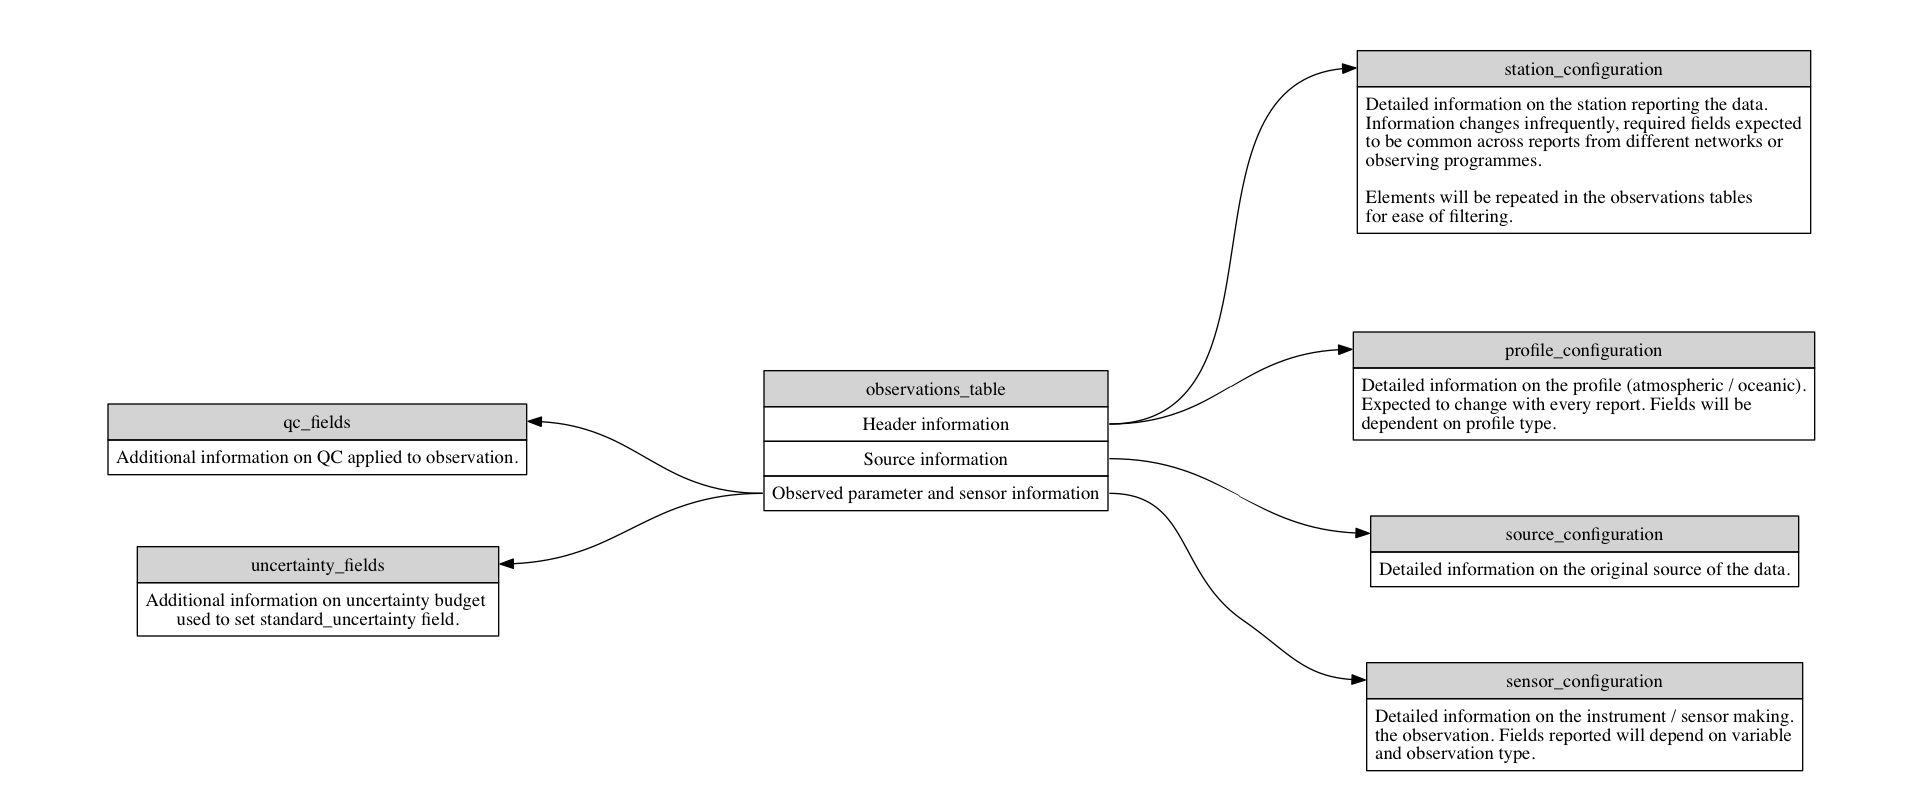 station_configuration
Detailed information on the station reporting the data.
Information changes infrequently, required fields expected
to be common across reports from different networks or
observing programmes.
Elements will be repeated in the observations tables
for ease of filtering.
profile_configuration
Detailed information on the profile (atmospheric / oceanic).
Expected to change with every report. Fields will be
dependent on profile type.
observations_table
Header information
Source information
Observed parameter and sensor information
qc_fields
Additional information on QC applied to observation.
uncertainty_fields
Additional information on uncertainty budget
used to set standard_uncertainty field.
source_configuration
Detailed information on the original source of the data.
sensor_configuration
Detailed information on the instrument / sensor making.
the observation. Fields reported will depend on variable
and observation type.